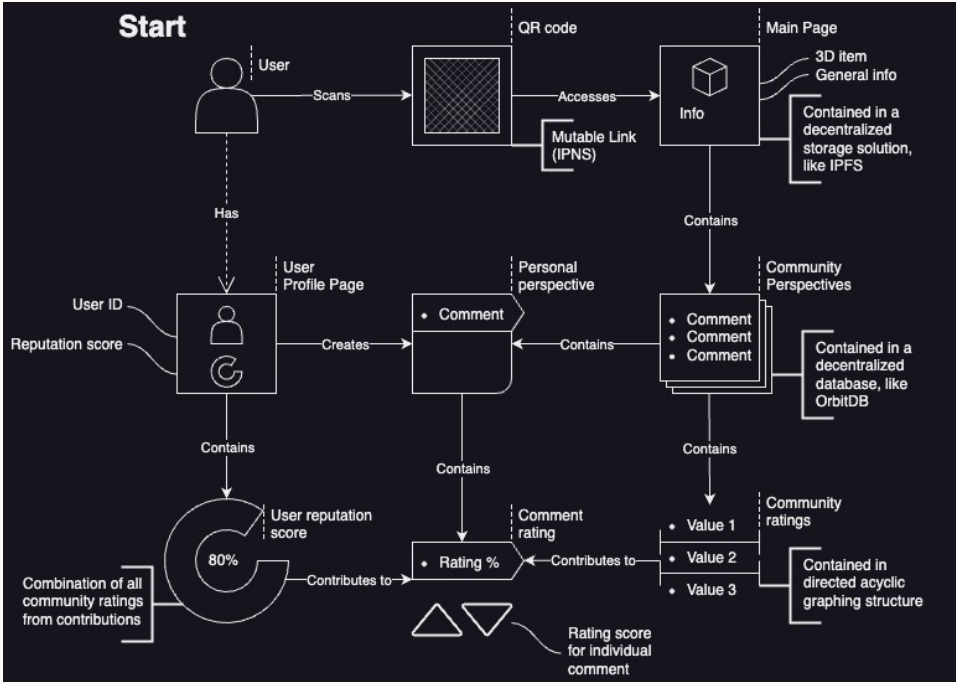 Start
User
Scans
QR code
Mutable Link
(IPNS)
Accesses
Main Page
Info
3D item
General info
Contained in a
decentralized
storage solution,
like IPFS
Has
Contains
User
Profile Page
User ID
Reputation score
Creates
Personal
perspective
Comment
Contains
Community
Perspectives
Comment
Comment
Comment
Contained in a
decentralized
database, like
OrbitDB
Contains
Contains
Contains
User reputation
score
80%
Combination of all
community ratings
from contributions
Contributes to
Comment
rating
Rating %
Rating score
for individual
comment
Contributes to
Community
ratings
Value 1
Value 2
Value 3
Contained in
directed acyclic
graphing structure